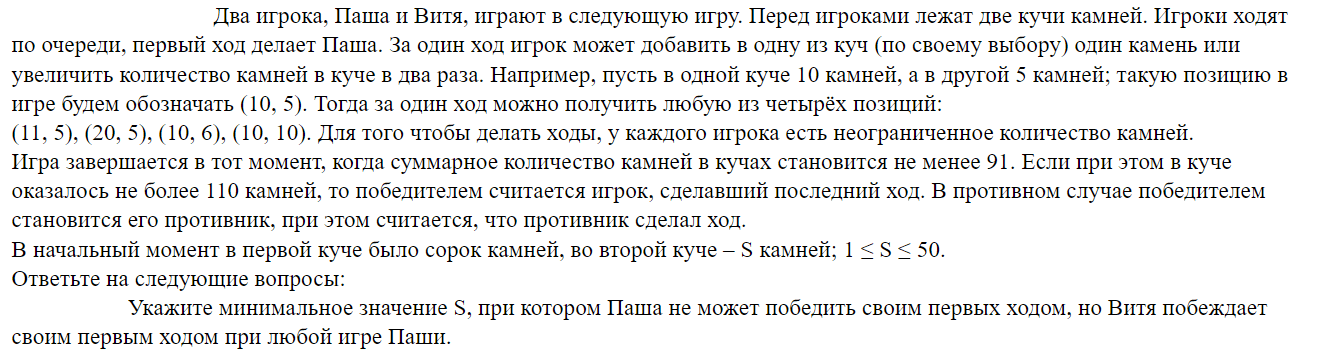 Два игрока, Паша и Витя, играют в следующую игру. Перед игроками лежат две кучи камней. Игроки ходят
по очереди, первый ход делает Паша. За один ход игрок может добавить в одну из куч (по своему выбору) один камень или
увеличить количество камней в куче в два раза. Например, пусть в одной куче 10 камней, а в другой 5 камней; такую позицию в
игре будем обозначать (10, 5). Тогда за один ход можно получить любую из четырёх позиций:
(11, 5), (20, 5), (10, 6), (10, 10). Для того чтобы делать ходы, у каждого игрока есть неограниченное количество камней.
Игра завершается в тот момент, когда суммарное количество камней в кучах становится не менее 91. Если при этом в куче
оказалось не более 110 камней, то победителем считается игрок, сделавший последний ход. В противном случае победителем
становится его противник, при этом считается, что противник сделал ход.
В начальный момент в первой куче было сорок камней, во второй куче – S камней; 1 ≤ S ≤ 50.
Ответьте на следующие вопросы:
Укажите минимальное значение S, при котором Паша не может победить своим первых ходом, но Витя побеждает
своим первым ходом при любой игре Паши.